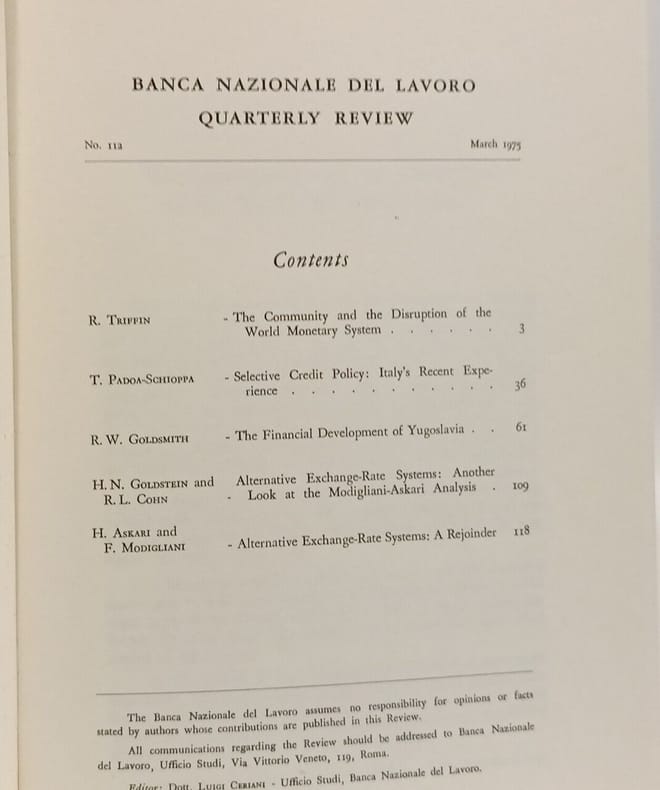 BANCA NAZIONALE DEL LAVORO
QUARTERLY REVIEW
No. 112 March 1975
Contents
R. TRIFFIN - The Community and the Disruption of the
World Monetary System . . . . . . 3
T. PADOA-SCHIOPPA - Selective Credit Policy: Italy's Recent Expe-
rience . . . . . . . . . . . 36
R. W. GOLDSMITH - The Financial Development of Yugoslavia . . 61
H. N. GOLDSTEIN and Alternative Exchange-Rate Systems: Another
R. L. COHN - Look at the Modigliani-Askari Analysis . 109
H. ASKARI and
F. MODIGLIANI - Alternative Exchange-Rate Systems: A Rejoinder 118
The Banca Nazionale del Lavoro assumes no responsibility for opinions or facts
stated by authors whose contributions are published in this Review.
All communications regarding the Review should be addressed to Banca Nazionale
del Lavoro, Ufficio Studi, Via Vittorio Veneto, 119, Roma.
Editor: Dott. LUIGI CERIANI - Ufficio Studi, Banca Nazionale del Lavoro.